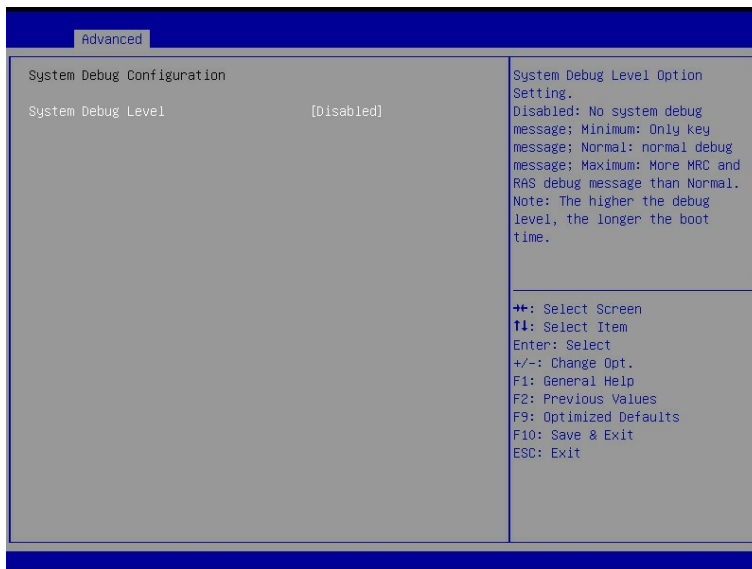 Advanced
System Debug Configuration
System Debug Level [Disabled]
System Debug Level Option
Setting.
Disabled: No system debug
message; Minimum: Only key
message; Normal: normal debug
message; Maximum: More MRC and
RAS debug message than Normal.
Note: The higher the debug
level, the longer the boot
time.
→←: Select Screen
↑↓: Select Item
Enter: Select
+/-: Change Opt.
F1: General Help
F2: Previous Values
F9: Optimized Defaults
F10: Save & Exit
ESC: Exit